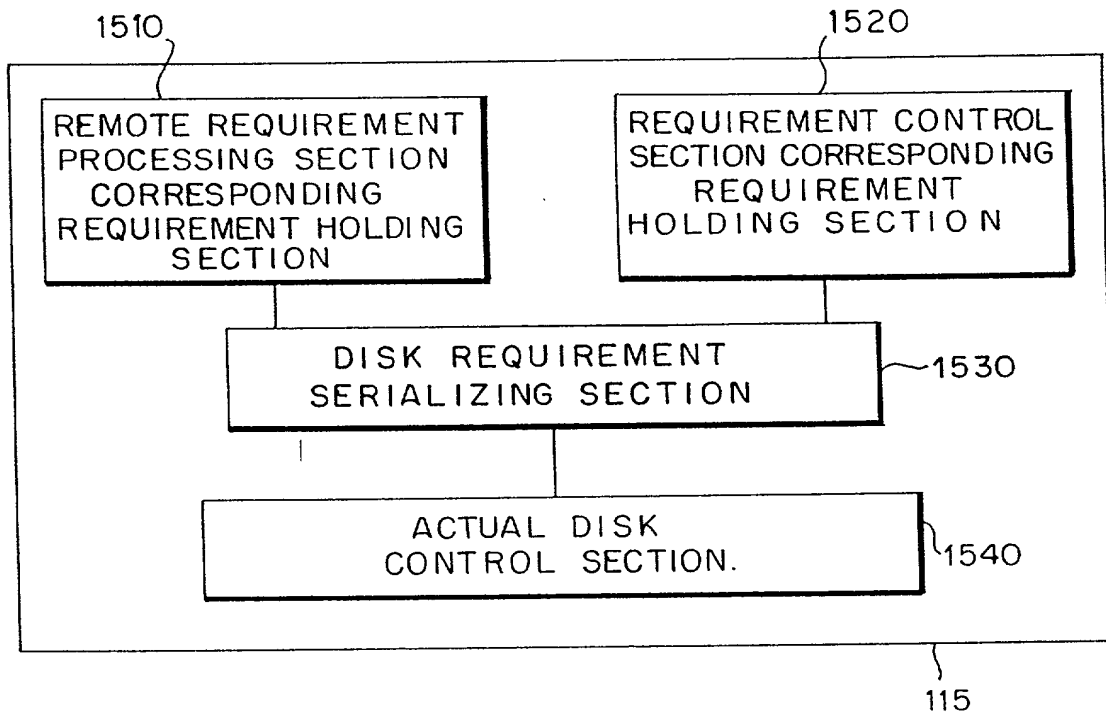 1510
1520
REMOTE REQUIREMENT
PROCESSING SECTION
CORRESPONDING
REQUIREMENT HOLDING
SECTION
REQUIREMENT CONTROL
SECTION CORRESPONDING
REQUIREMENT
HOLDING SECTION
DISK REQUIREMENT
SERIALIZING SECTION
1530
ACTUAL DISK
CONTROL SECTION.
1540
115